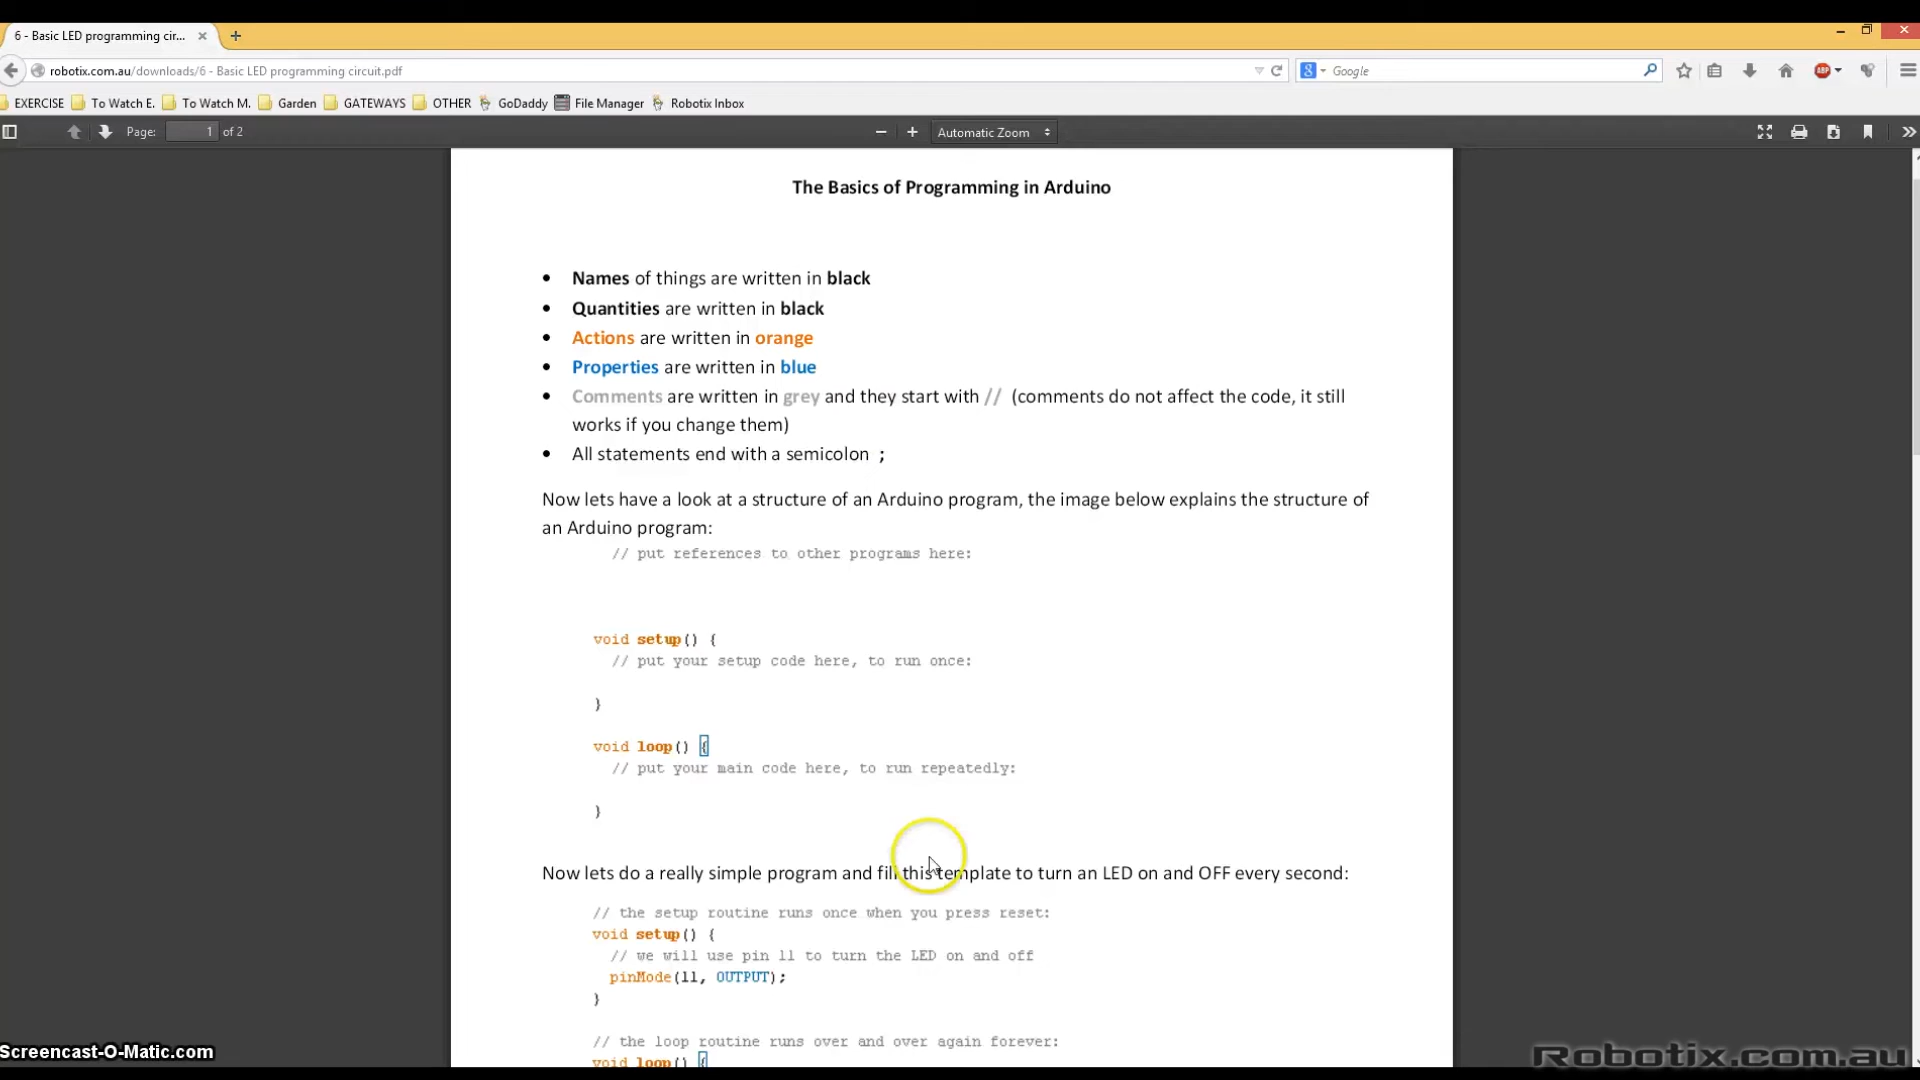 6 - Basic LED programming cir...
robotix.com.au/downloads/6 - Basic LED programming circuit.pdf
Google
EXERCISE To Watch E. To Watch M. Garden GATEWAYS OTHER GoDaddy File Manager Robotix Inbox
Page: 1 of 2
Automatic Zoom
The Basics of Programming in Arduino
• Names of things are written in black
• Quantities are written in black
• Actions are written in orange
• Properties are written in blue
• Comments are written in grey and they start with // (comments do not affect the code, it still
works if you change them)
• All statements end with a semicolon ;
Now lets have a look at a structure of an Arduino program, the image below explains the structure of
an Arduino program:
// put references to other programs here:
void setup() {
// put your setup code here, to run once:
}
void loop() {
// put your main code here, to run repeatedly:
}
Now lets do a really simple program and fill this template to turn an LED on and OFF every second:
// the setup routine runs once when you press reset:
void setup() {
// we will use pin 11 to turn the LED on and off
pinMode(11, OUTPUT);
}
// the loop routine runs over and over again forever:
void loop() {
Screencast-O-Matic.com
Robotix.com.au